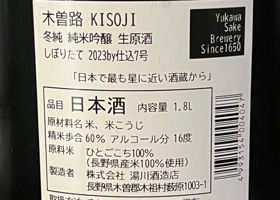 木曽路 KISOJI
冬純 純米吟醸 生原酒
しぼりたて 2023by仕込7号
Yukawa
Sake
Brewery
Since1650
「日本で最も星に近い酒蔵から」
品目 日本酒 内容量 1.8L
原材料名 米、米こうじ
精米歩合 60% アルコール分 16度
原料米 ひとごこち100%
(長野県産米100%使用)
製造者 株式会社 湯川酒造店
長野県木曽郡木祖村薮原1003-1
4993154004047